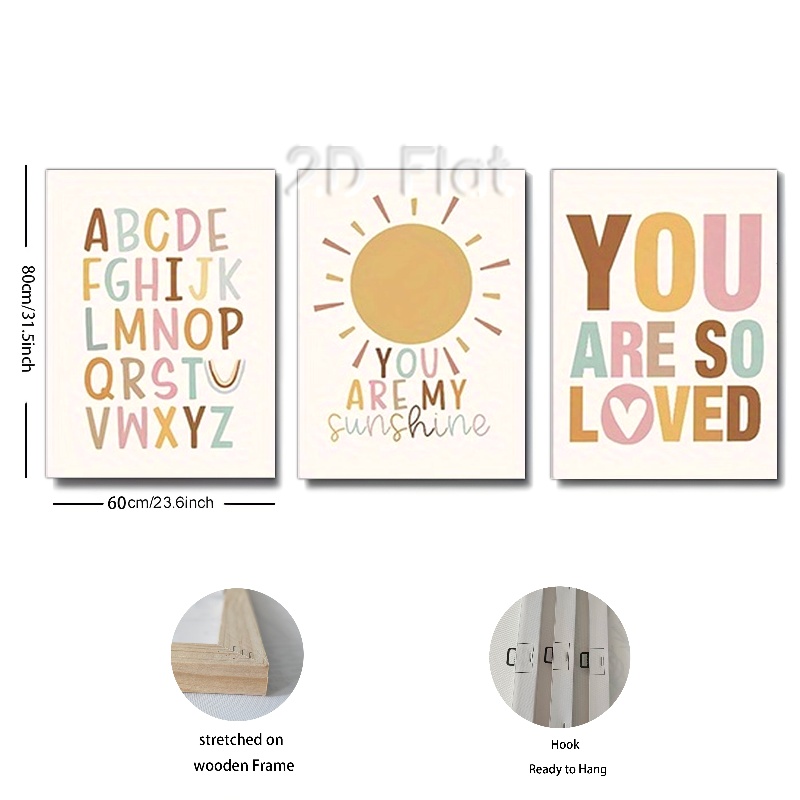 2D Flat
80cm/31.5inch
ABCDE
FGHIJK
LMNOP
QRSTU
VWXYZ
YOU
ARE MY
sunshine
YOU
ARE SO
LOVED
60cm/23.6inch
stretched on
wooden Frame
Hook
Ready to Hang